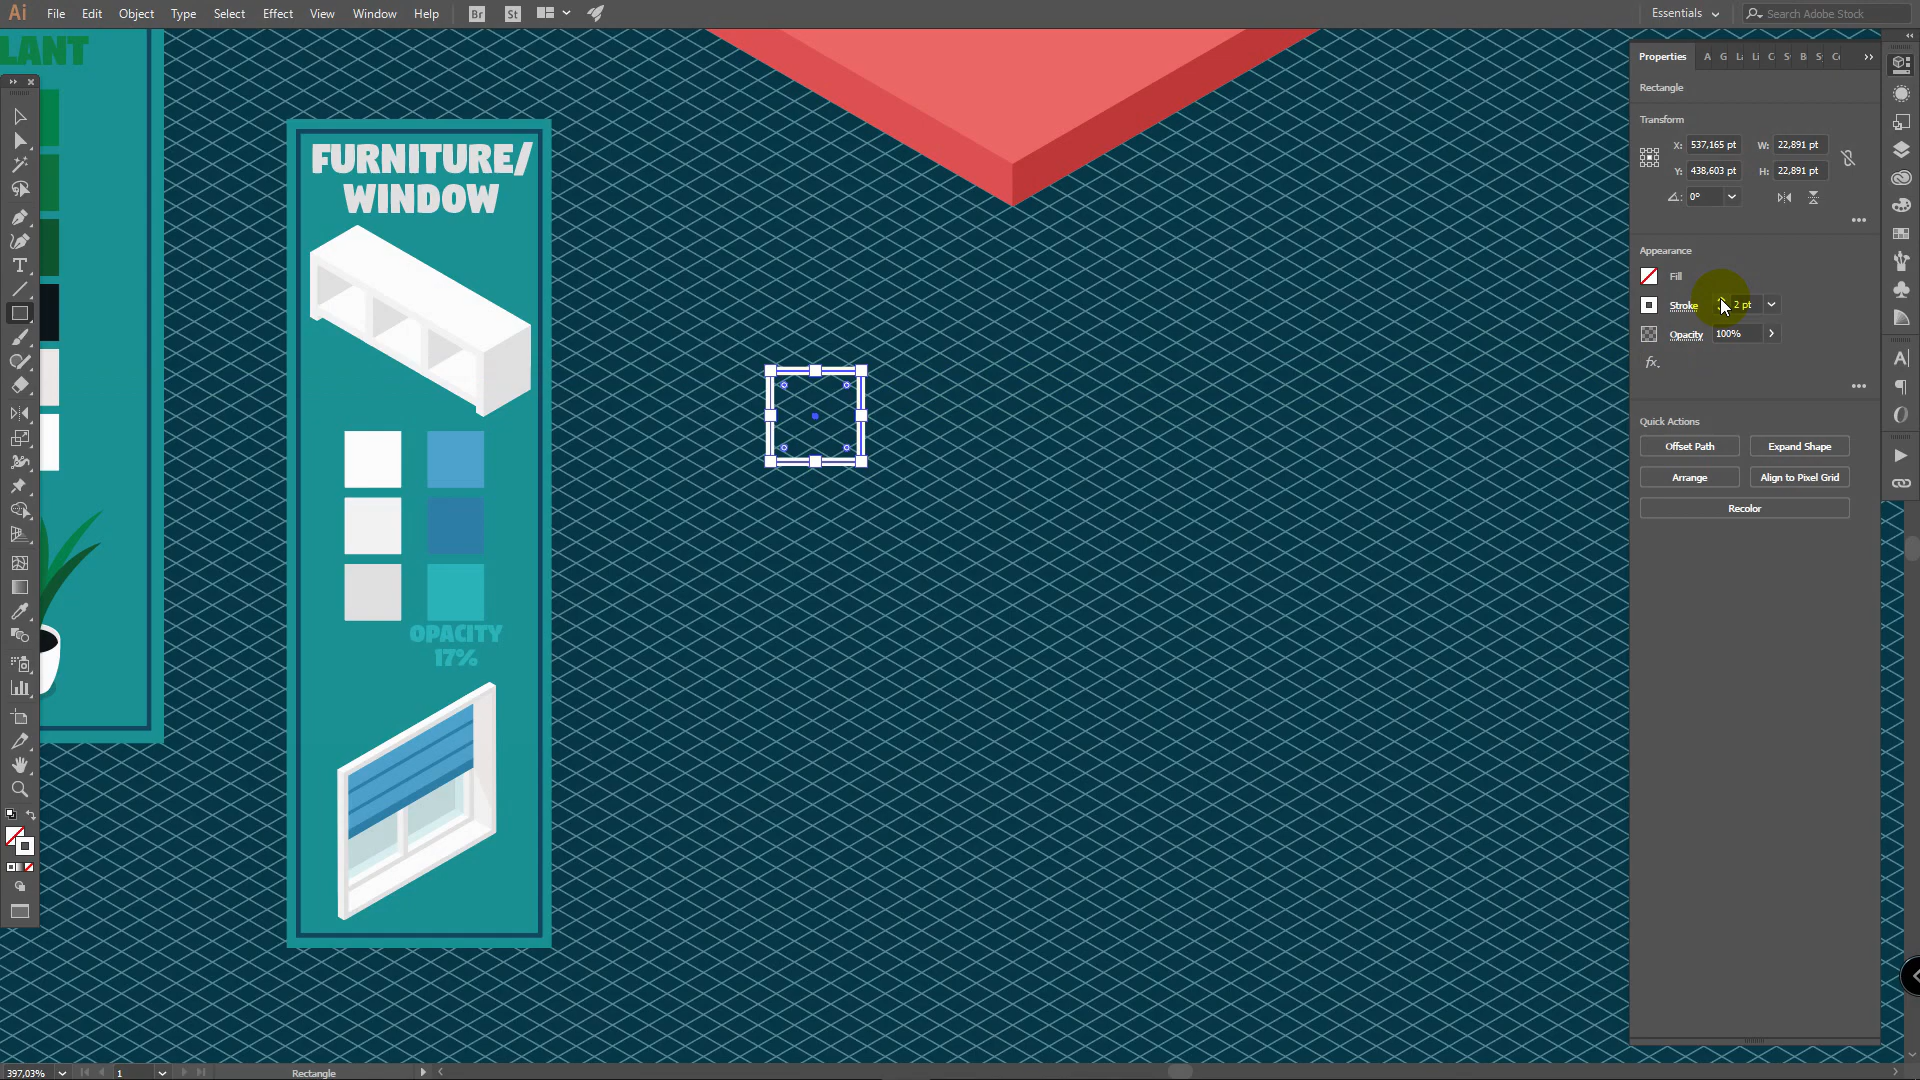 Ai File Edit Object Type Select Effect View Window Help Br St Essentials Search Adobe Stock
LANT
FURNITURE/
WINDOW
OPACITY
17%
Properties A G L Li C S B S C
Rectangle
Transform
X: 537,165 pt W: 22,891 pt
Y: 438,603 pt H: 22,891 pt
0°
Appearance
Fill
Stroke 2 pt
Opacity 100%
fx.
Quick Actions
Offset Path Expand Shape
Arrange Align to Pixel Grid
Recolor
397,03% 1 Rectangle